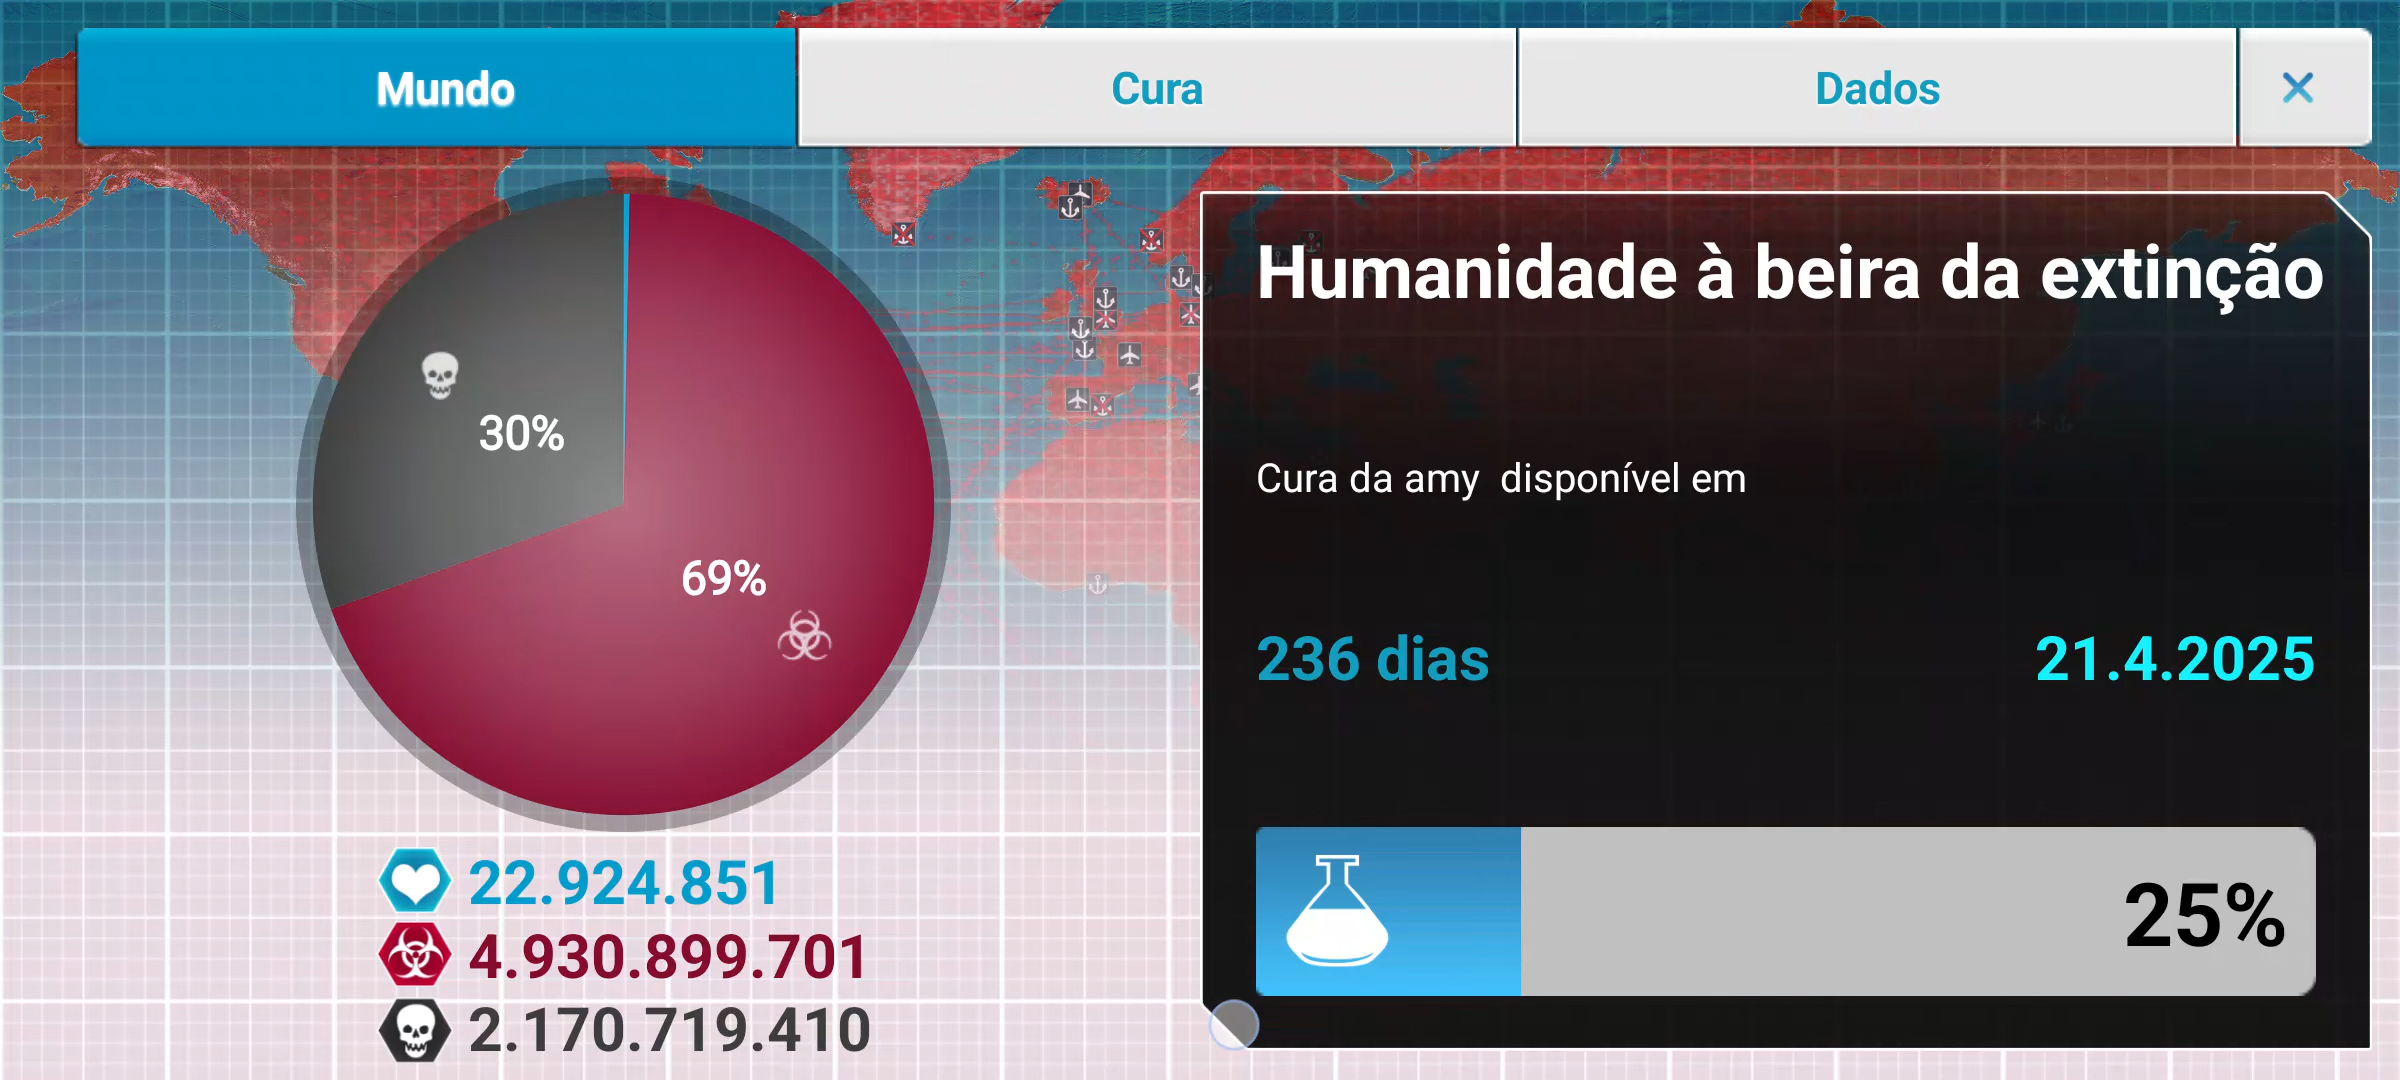 Mundo
Cura
Dados
Humanidade à beira da extinção
Cura da amy  disponível em
236 dias
21.4.2025
25%
30%
69%
22.924.851
4.930.899.701
2.170.719.410